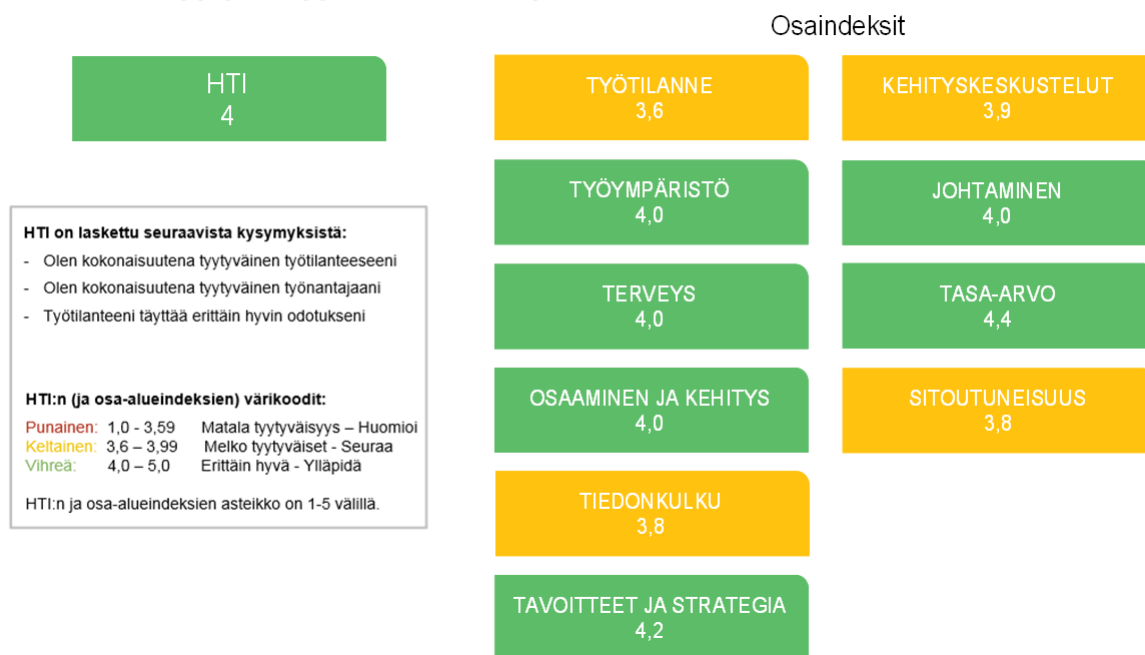 Osaindeksit
HTI
4
HTI on laskettu seuraavista kysymyksistä:
- Olen kokonaisuutena tyytyväinen työtilanteeseeni
- Olen kokonaisuutena tyytyväinen työnantajaani
- Työtilanteeni täyttää erittäin hyvin odotukseni
HTI:n (ja osa-alueindeksien) värikoodit:
Punainen: 1,0 - 3,59 Matala tyytyväisyys – Huomioi
Keltainen: 3,6 – 3,99 Melko tyytyväiset - Seuraa
Vihreä: 4,0 – 5,0 Erittäin hyvä - Ylläpidä
HTI:n ja osa-alueindeksien asteikko on 1-5 välillä.
TYÖTILANNE
3,6
TYÖYMPÄRISTÖ
4,0
TERVEYS
4,0
OSAAMINEN JA KEHITYS
4,0
TIEDONKULKU
3,8
TAVOITTEET JA STRATEGIA
4,2
KEHITYSKESKUSTELUT
3,9
JOHTAMINEN
4,0
TASA-ARVO
4,4
SITOUTUNEISUUS
3,8